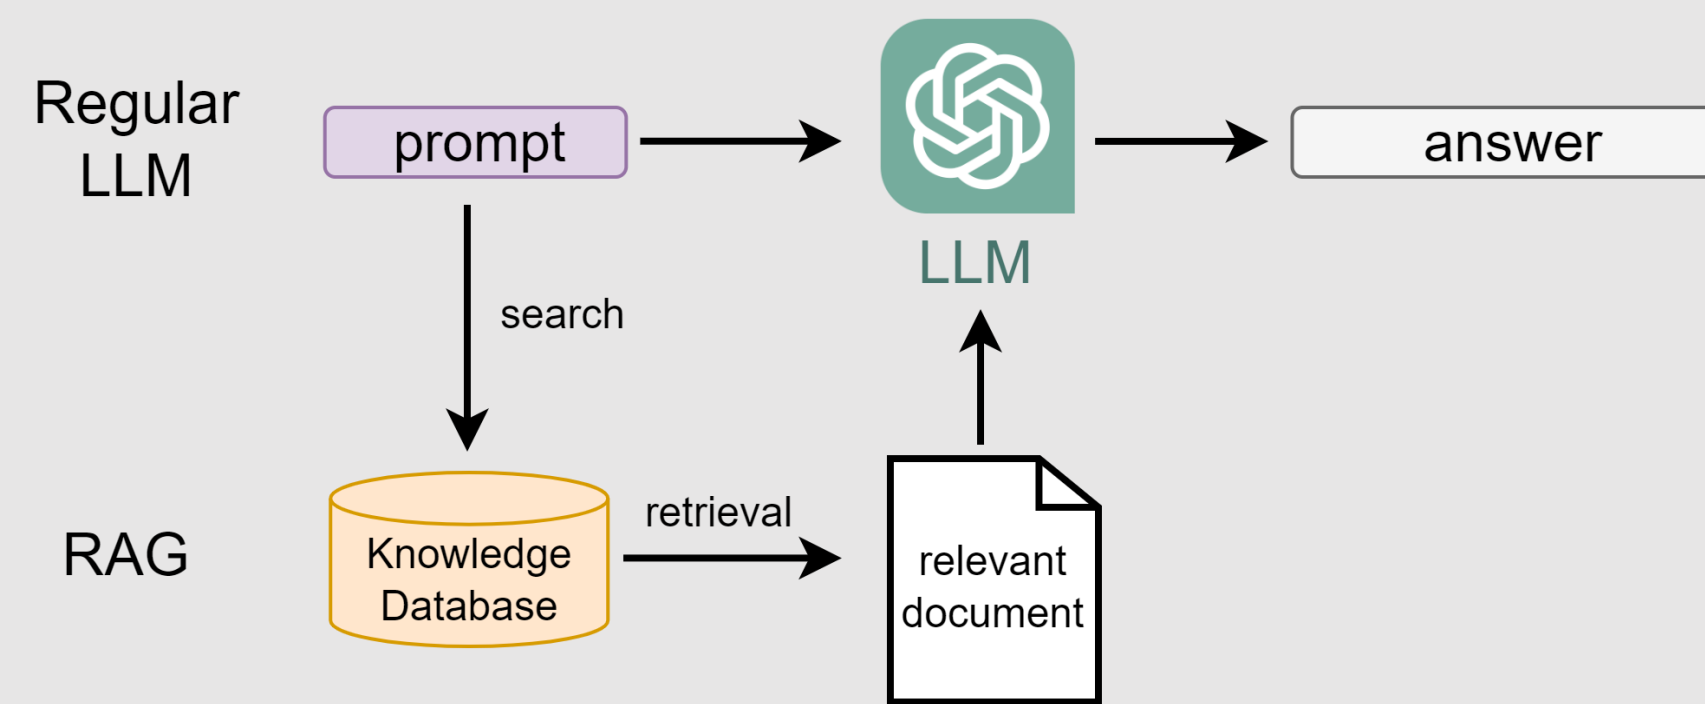 Regular
LLM
prompt
answer
LLM
search
RAG
Knowledge
Database
retrieval
relevant
document